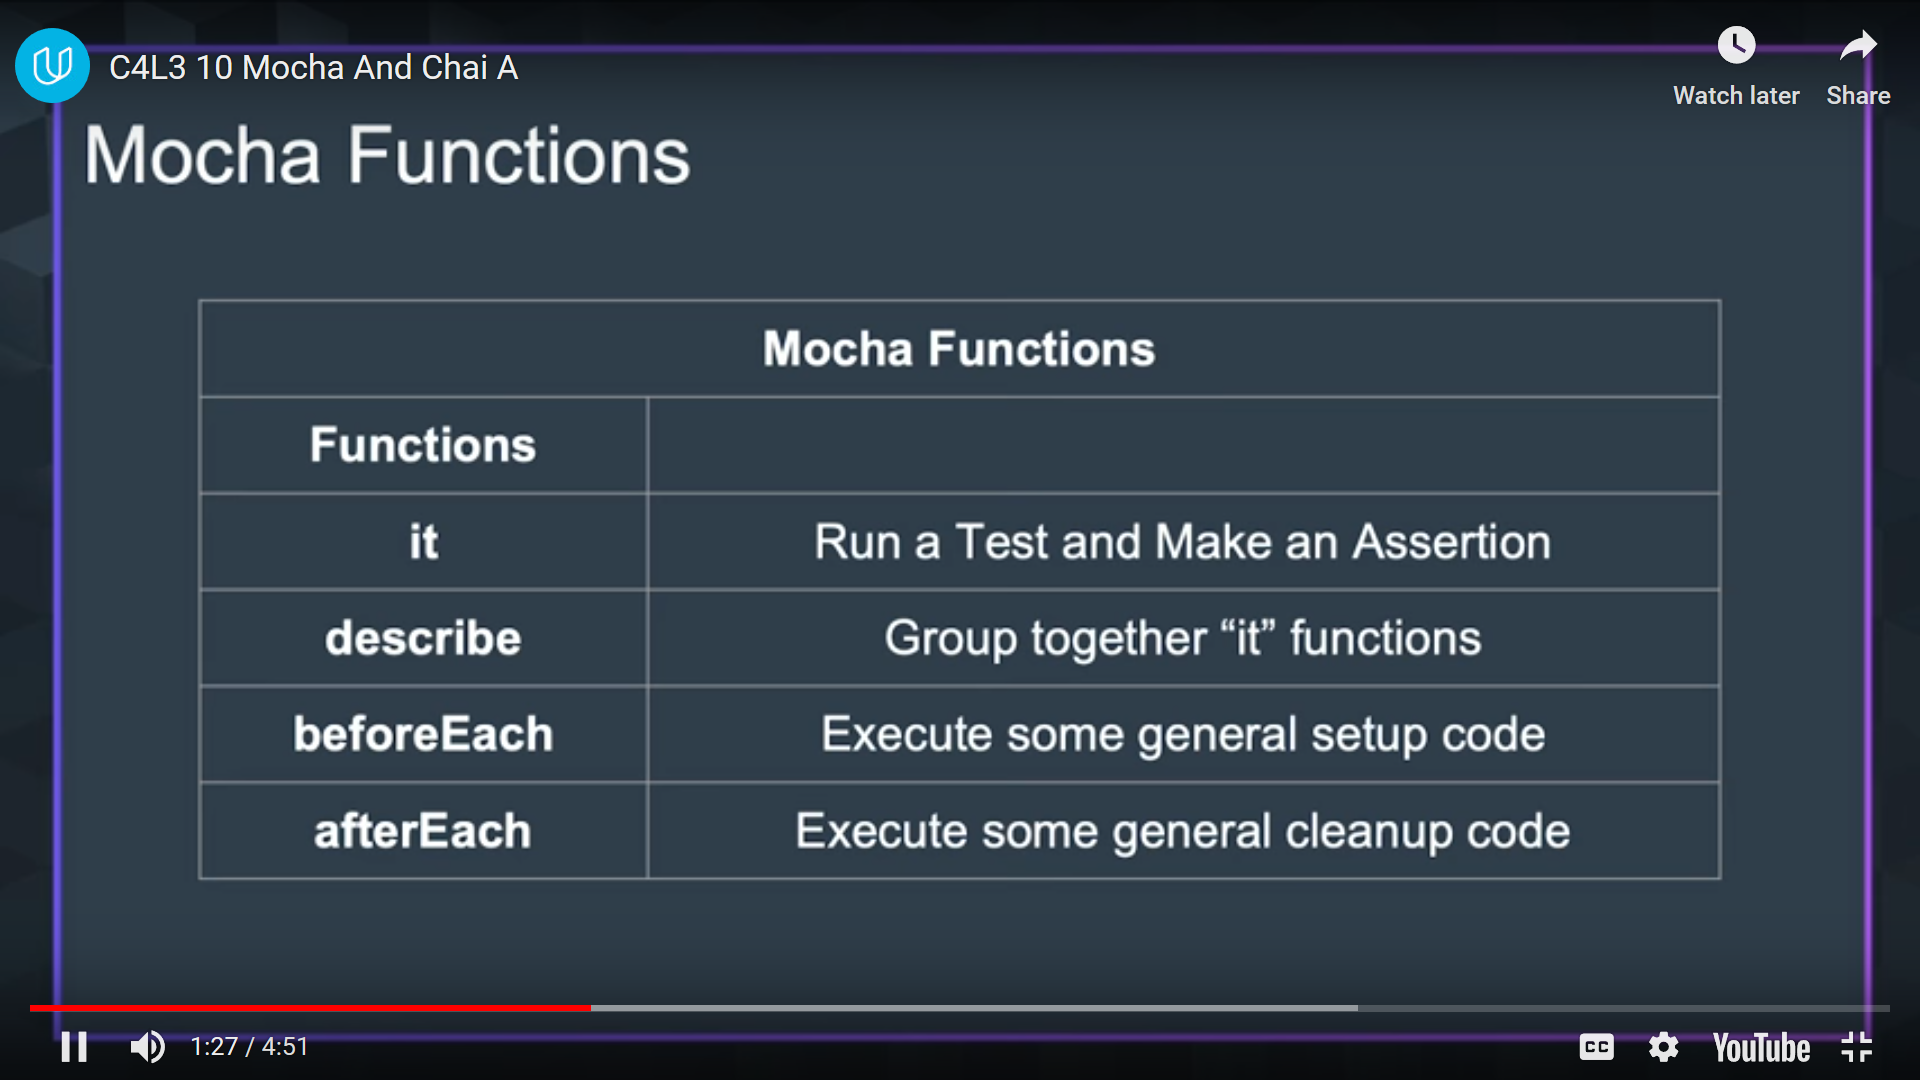 C4L3 10 Mocha And Chai A
Watch later
Share
Mocha Functions
Mocha Functions
Functions
it
Run a Test and Make an Assertion
describe
Group together “it” functions
beforeEach
Execute some general setup code
afterEach
Execute some general cleanup code
1:27 / 4:51
CC
YouTube